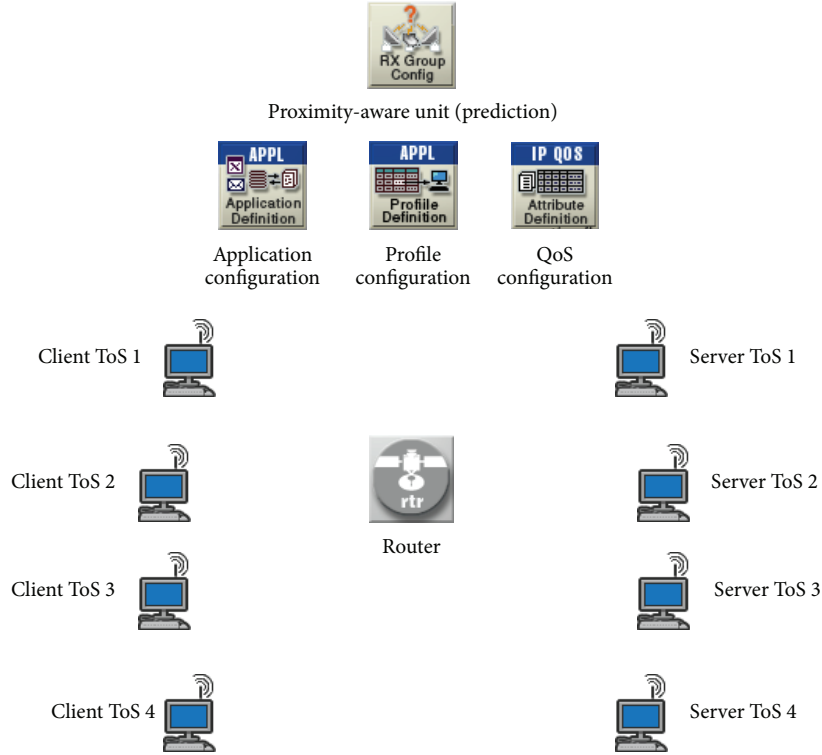 RX Group
Config
Proximity-aware unit (prediction)
APPL
Application
Definition
APPL
Profiile
Definition
IP QOS
Attribute
Definition
Application
configuration
Profile
configuration
QoS
configuration
Client ToS 1
Server ToS 1
Client ToS 2
Server ToS 2
rtr
Router
Client ToS 3
Server ToS 3
Client ToS 4
Server ToS 4